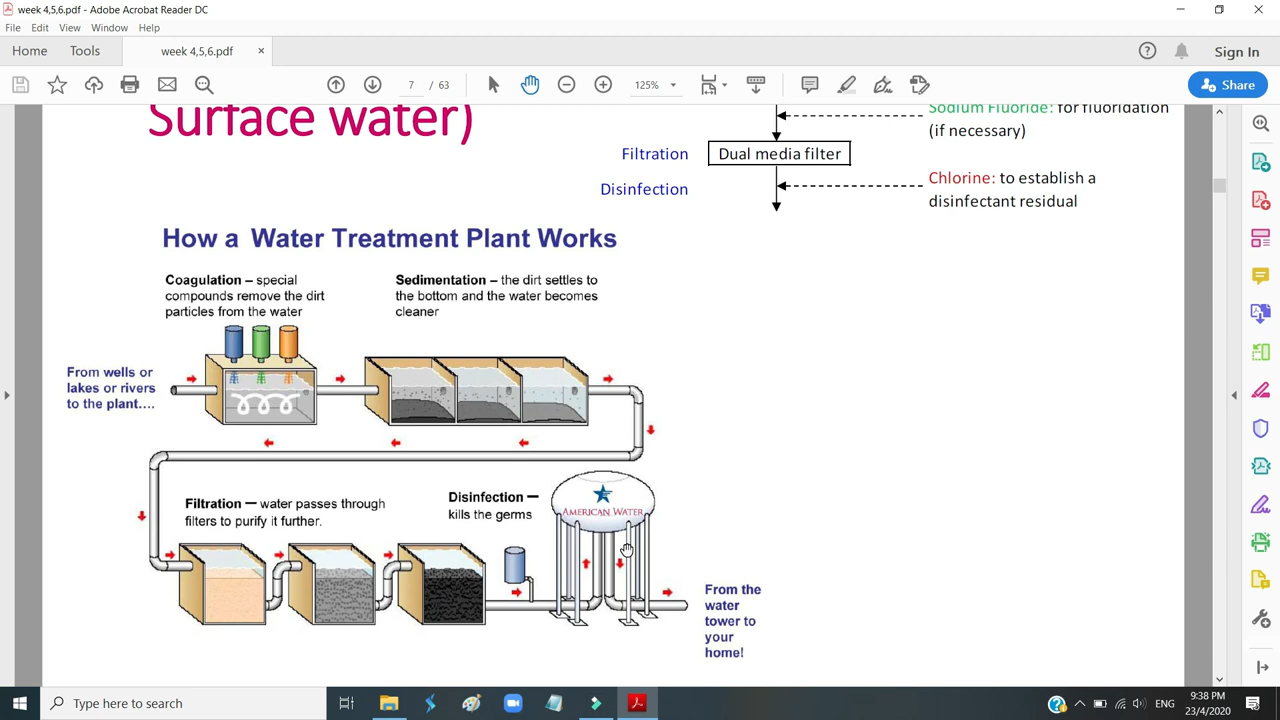 week 4,5,6.pdf - Adobe Acrobat Reader DC
File Edit View Window Help
Home Tools week 4,5,6.pdf × Sign In
7 / 63 125% Share
Surface water)
Sodium Fluoride: for fluoridation
(if necessary)
Filtration Dual media filter
Disinfection
Chlorine: to establish a
disinfectant residual
How a Water Treatment Plant Works
Coagulation – special
compounds remove the dirt
particles from the water
Sedimentation – the dirt settles to
the bottom and the water becomes
cleaner
From wells or
lakes or rivers
to the plant....
Filtration — water passes through
filters to purify it further.
Disinfection —
kills the germs
AMERICAN WATER
From the
water
tower to
your
home!
Type here to search
ENG
9:38 PM
23/4/2020